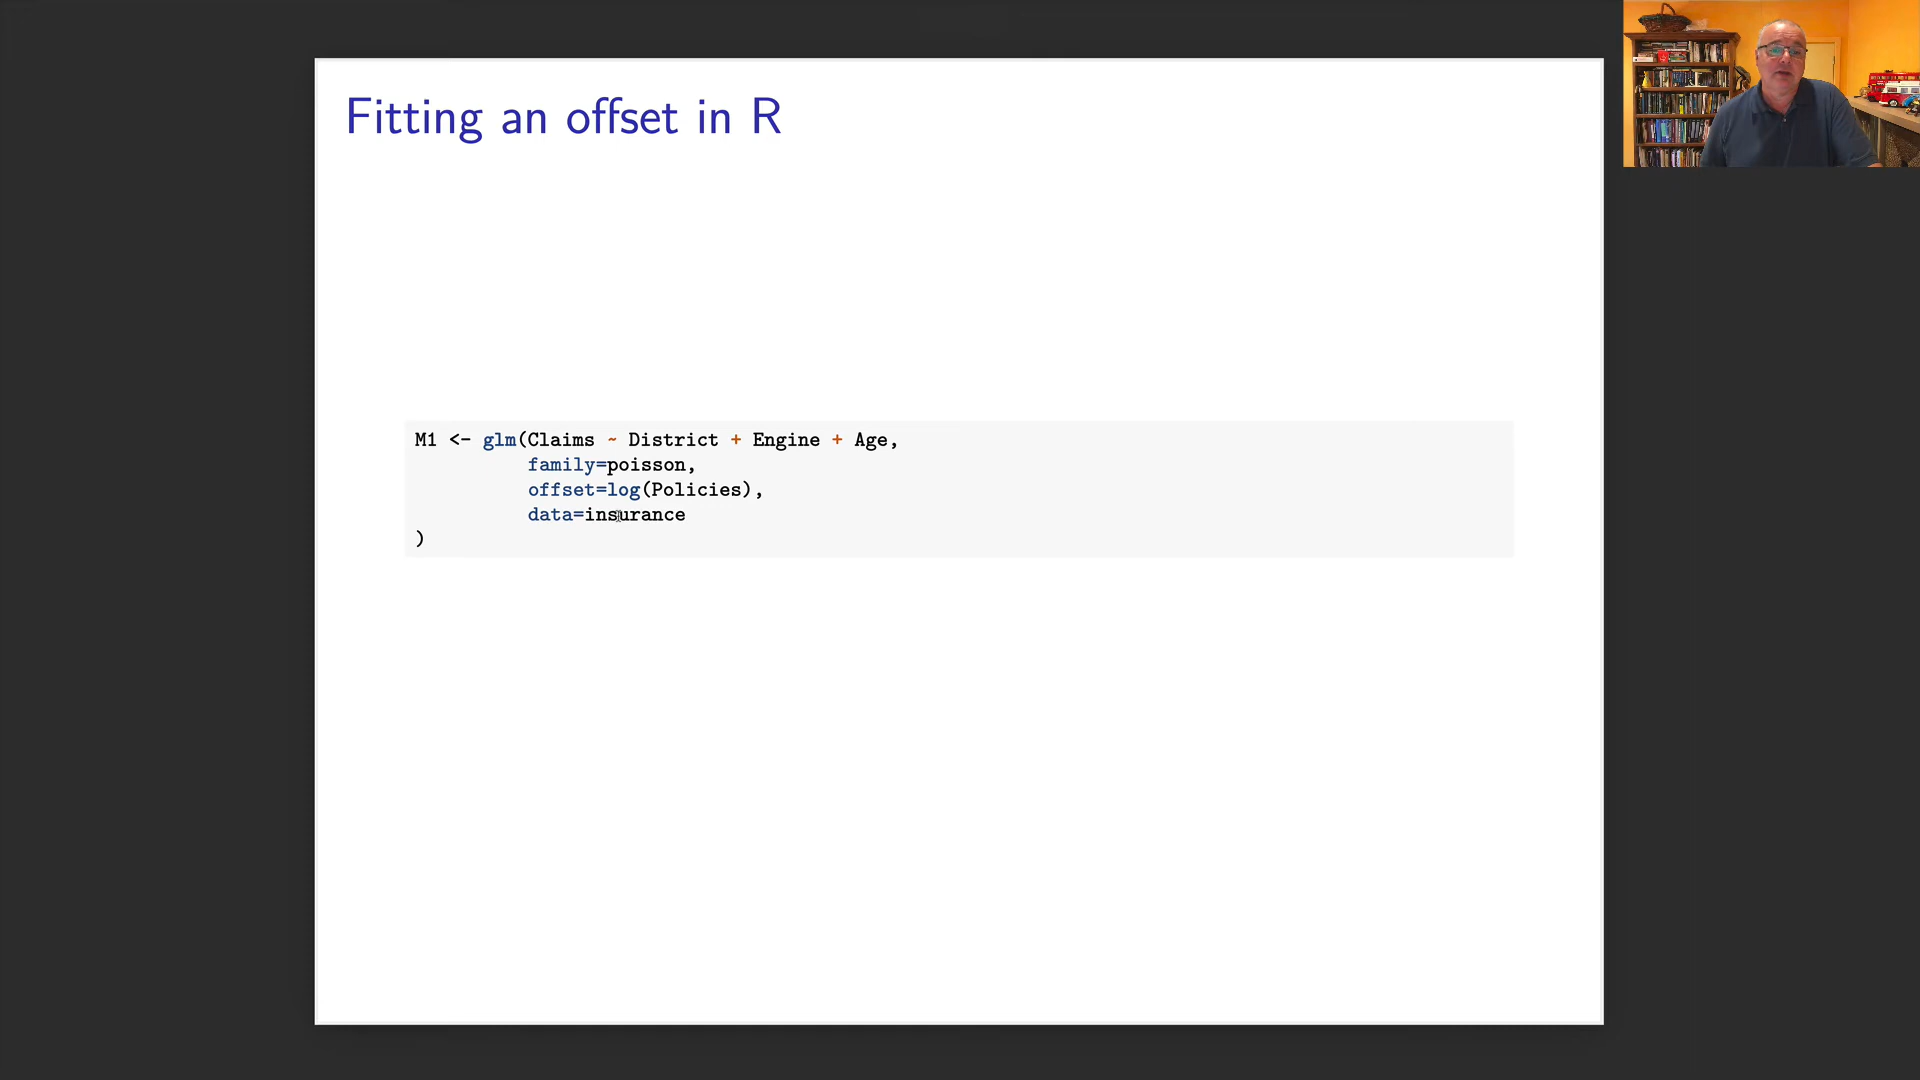 Fitting an offset in R
M1 <- glm(Claims ~ District + Engine + Age,
family=poisson,
offset=log(Policies),
data=insurance
)